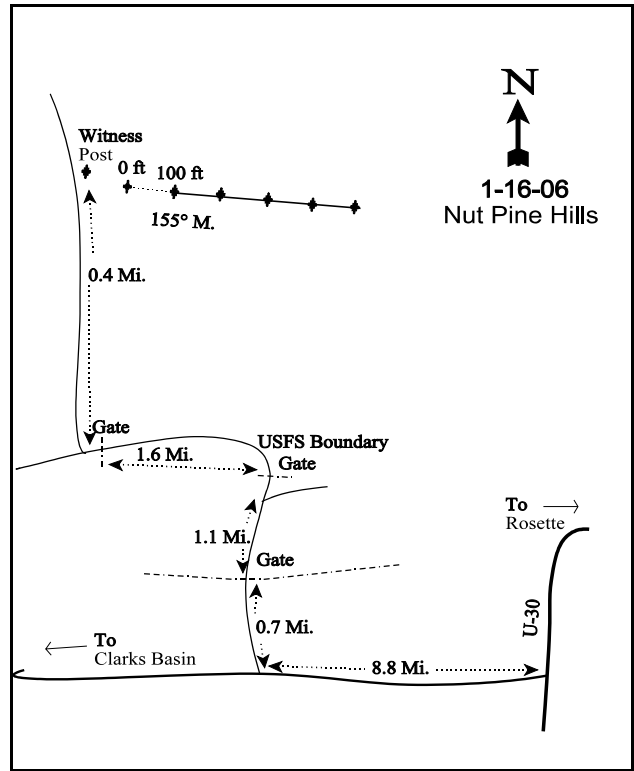 N
1-16-06
Nut Pine Hills
Witness
Post
0 ft
100 ft
155° M.
0.4 Mi.
Gate
1.6 Mi.
USFS Boundary
Gate
1.1 Mi.
Gate
0.7 Mi.
To
Rosette
U-30
To
Clarks Basin
8.8 Mi.